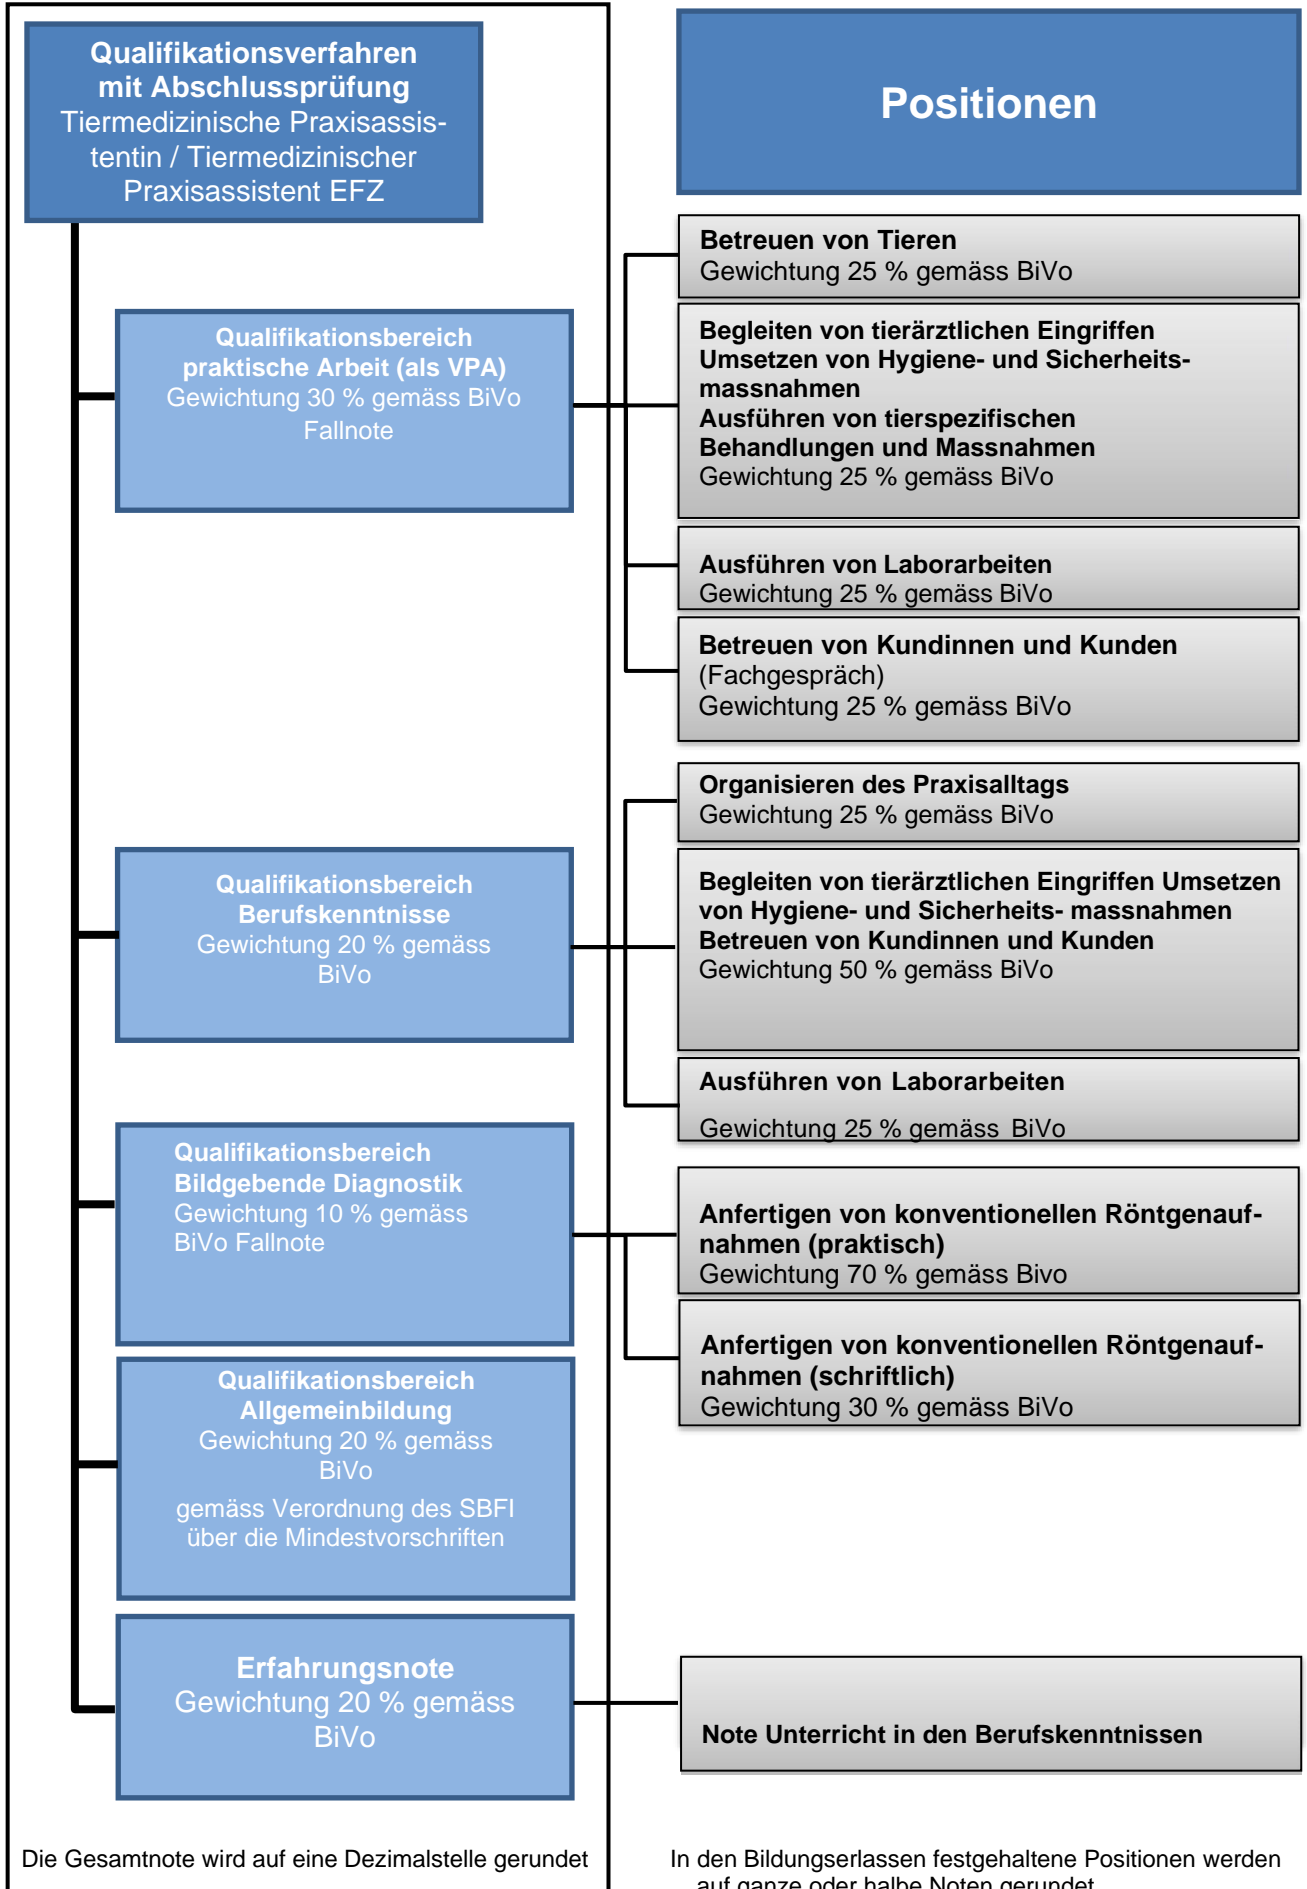 Qualifikationsverfahren
mit Abschlussprüfung
Tiermedizinische Praxisassis-
tentin / Tiermedizinischer
Praxisassistent EFZ
Positionen
Qualifikationsbereich
praktische Arbeit (als VPA)
Gewichtung 30 % gemäss BiVo
Fallnote
Betreuen von Tieren
Gewichtung 25 % gemäss BiVo
Begleiten von tierärztlichen Eingriffen
Umsetzen von Hygiene- und Sicherheits-
massnahmen
Ausführen von tierspezifischen
Behandlungen und Massnahmen
Gewichtung 25 % gemäss BiVo
Ausführen von Laborarbeiten
Gewichtung 25 % gemäss BiVo
Betreuen von Kundinnen und Kunden
(Fachgespräch)
Gewichtung 25 % gemäss BiVo
Qualifikationsbereich
Berufskenntnisse
Gewichtung 20 % gemäss
BiVo
Organisieren des Praxisalltags
Gewichtung 25 % gemäss BiVo
Begleiten von tierärztlichen Eingriffen Umsetzen
von Hygiene- und Sicherheits- massnahmen
Betreuen von Kundinnen und Kunden
Gewichtung 50 % gemäss BiVo
Ausführen von Laborarbeiten
Gewichtung 25 % gemäss BiVo
Qualifikationsbereich
Bildgebende Diagnostik
Gewichtung 10 % gemäss
BiVo Fallnote
Anfertigen von konventionellen Röntgenauf-
nahmen (praktisch)
Gewichtung 70 % gemäss Bivo
Anfertigen von konventionellen Röntgenauf-
nahmen (schriftlich)
Gewichtung 30 % gemäss BiVo
Qualifikationsbereich
Allgemeinbildung
Gewichtung 20 % gemäss
BiVo
gemäss Verordnung des SBFI
über die Mindestvorschriften
Erfahrungsnote
Gewichtung 20 % gemäss
BiVo
Note Unterricht in den Berufskenntnissen
Die Gesamtnote wird auf eine Dezimalstelle gerundet
In den Bildungserlassen festgehaltene Positionen werden
auf ganze oder halbe Noten gerundet